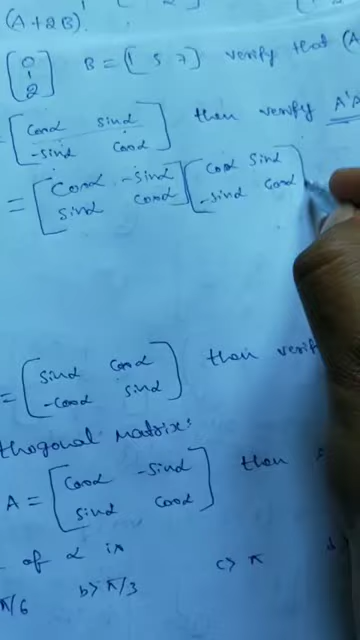 (A+2B).
[0 1 2] B = [1 5 7] verify that (A
= [cosα sinα -sinα cosα] then verify A'A
= [cosα -sinα sinα cosα] [cosα sinα -sinα cosα]
= [sinα cosα -cosα sinα] then verify
thogonal matrix:
A = [cosα -sinα sinα cosα] then
of α is
π/6 b> π/3 c> π